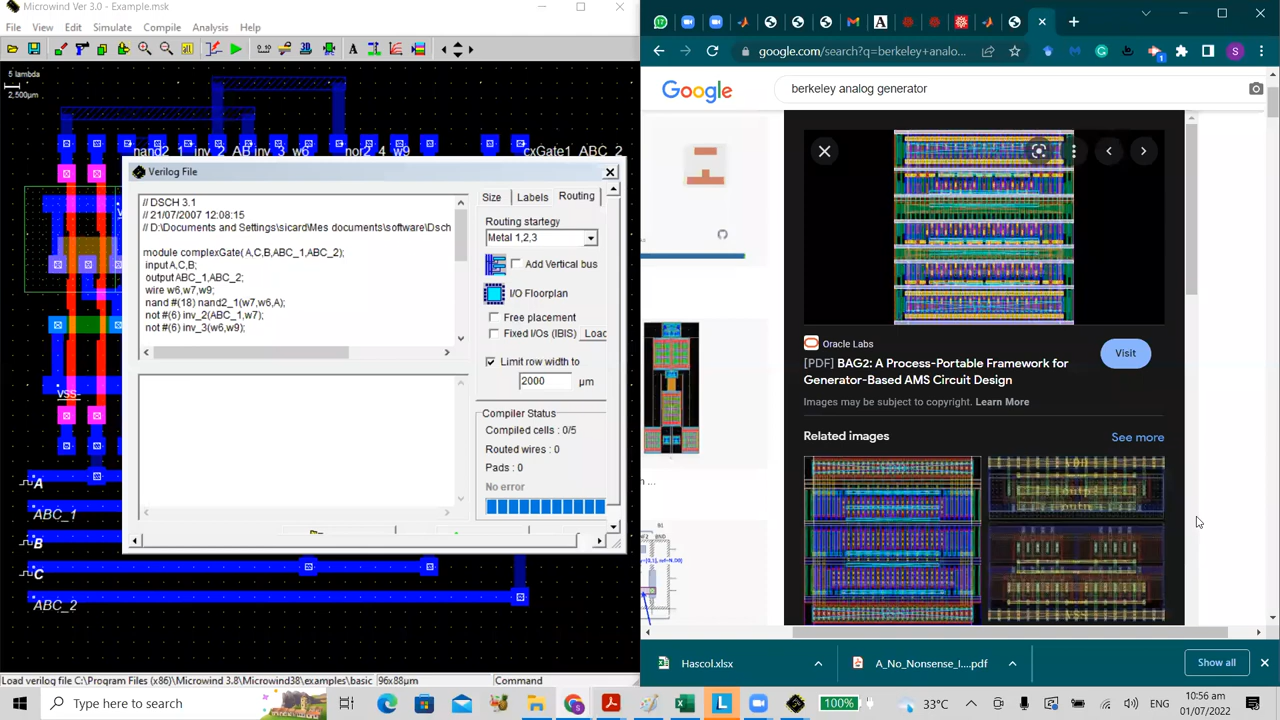 Microwind Ver 3.0 - Example.msk
File View Edit Simulate Compile Analysis Help
5 lambda
2,500µm
nand2_1 inv_2_AB inv_3_w6
2_4_w9
cxGate1_ABC_2
VSS-
A
ABC_1
B
C
ABC_2
Verilog File
// DSCH 3.1
// 21/07/2007 12:08:15
// D:\Documents and Settings\sicard\Mes documents\software\Dsch
module complexGate( A,C,B,ABC_1,ABC_2);
input A,C,B;
output ABC_1,ABC_2;
wire w6,w7,w9;
nand #(18) nand2_1(w7,w6,A);
not #(6) inv_2(ABC_1,w7);
not #(6) inv_3(w6,w9);
Size Labels Routing
Routing startegy
Metal 1,2,3
Add Vertical bus
I/O Floorplan
Free placement
Fixed I/Os (IBIS) Loac
Limit row width to
2000 µm
Compiler Status
Compiled cells : 0/5
Routed wires : 0
Pads : 0
No error
Load verilog file C:\Program Files (x86)\Microwind 3.8\Microwind38\examples\basic 96x88µm Command
google.com/search?q=berkeley+analo...
S
Google
berkeley analog generator
n ...
Oracle Labs
[PDF] BAG2: A Process-Portable Framework for
Generator-Based AMS Circuit Design
Images may be subject to copyright. Learn More
Visit
Related images
See more
Hascol.xlsx
A_No_Nonsense_I....pdf
Show all
Type here to search
100%
33°C
10:56 am
01/07/2022